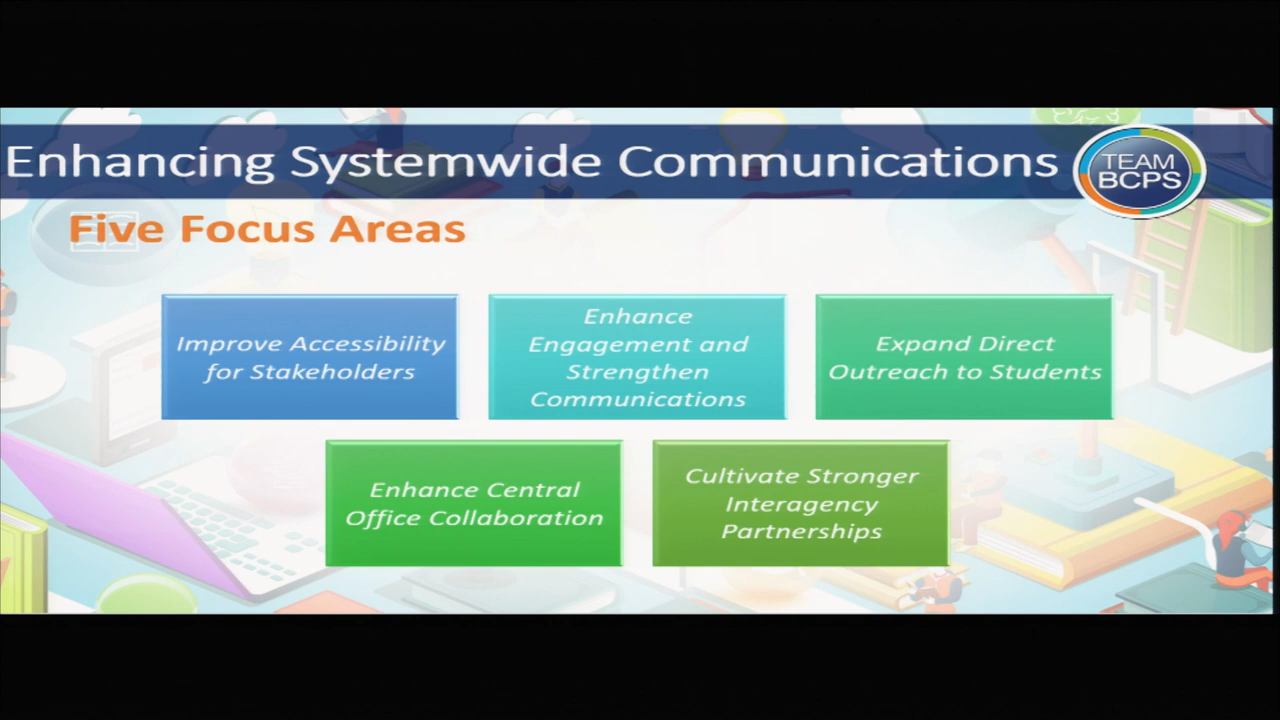 Enhancing Systemwide Communications
TEAM
BCPS
Five Focus Areas
Improve Accessibility
for Stakeholders
Enhance
Engagement and
Strengthen
Communications
Expand Direct
Outreach to Students
Enhance Central
Office Collaboration
Cultivate Stronger
Interagency
Partnerships